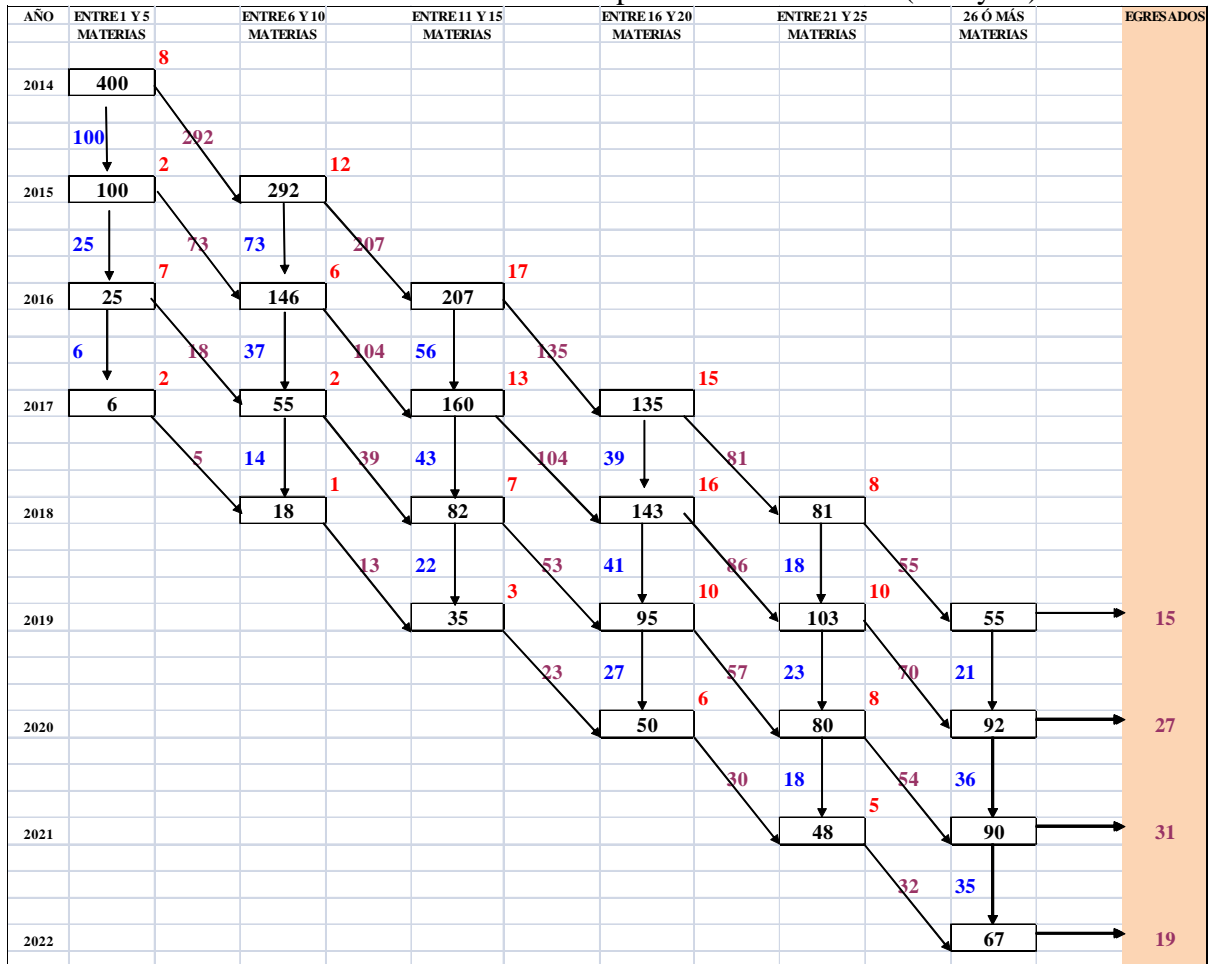 AÑO ENTRE 1 Y 5 ENTRE 6 Y 10 ENTRE 11 Y 15 ENTRE 16 Y 20 ENTRE 21 Y 25 26 Ó MÁS EGRESADOS
MATERIAS MATERIAS MATERIAS MATERIAS MATERIAS MATERIAS
8
2014 400
100 292
2 12
2015 100 292
25 73 73 207
7 6 17
2016 25 146 207
6 18 37 104 56 135
2 2 13 15
2017 6 55 160 135
5 14 39 43 104 39 81
1 7 16 8
2018 18 82 143 81
13 22 53 41 86 18 55
3 10 10
2019 35 95 103 55 15
23 27 57 23 70 21
6 8
2020 50 80 92 27
30 18 54 36
5
2021 48 90 31
32 35
2022 67 19